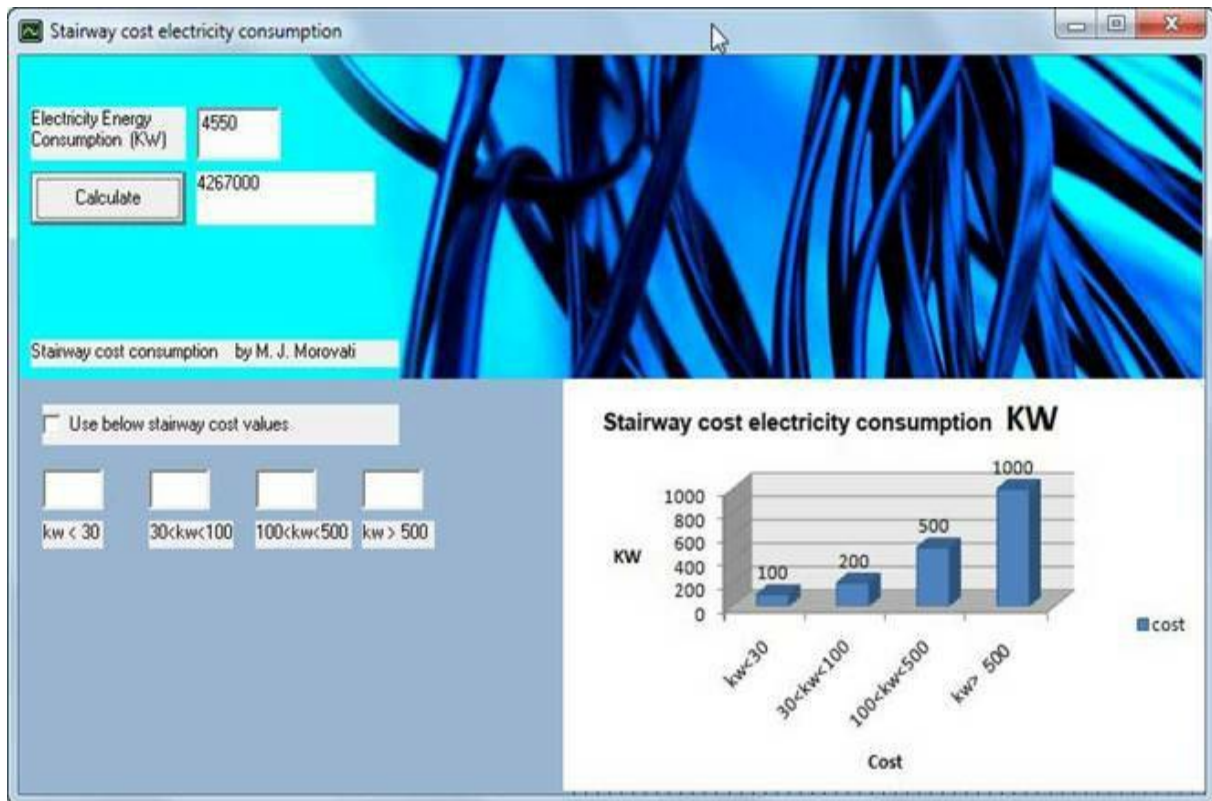 Stairway cost electricity consumption
Electricity Energy
Consumption (KW)
4550
Calculate
4267000
Stairway cost consumption by M. J. Morovati
Use below stairway cost values
kw < 30
30<kw<100
100<kw<500
kw > 500
Stairway cost electricity consumption KW
1000
800
600
400
200
0
KW
100
200
500
1000
kw<30
30<kw<100
100<kw<500
kw> 500
cost
Cost